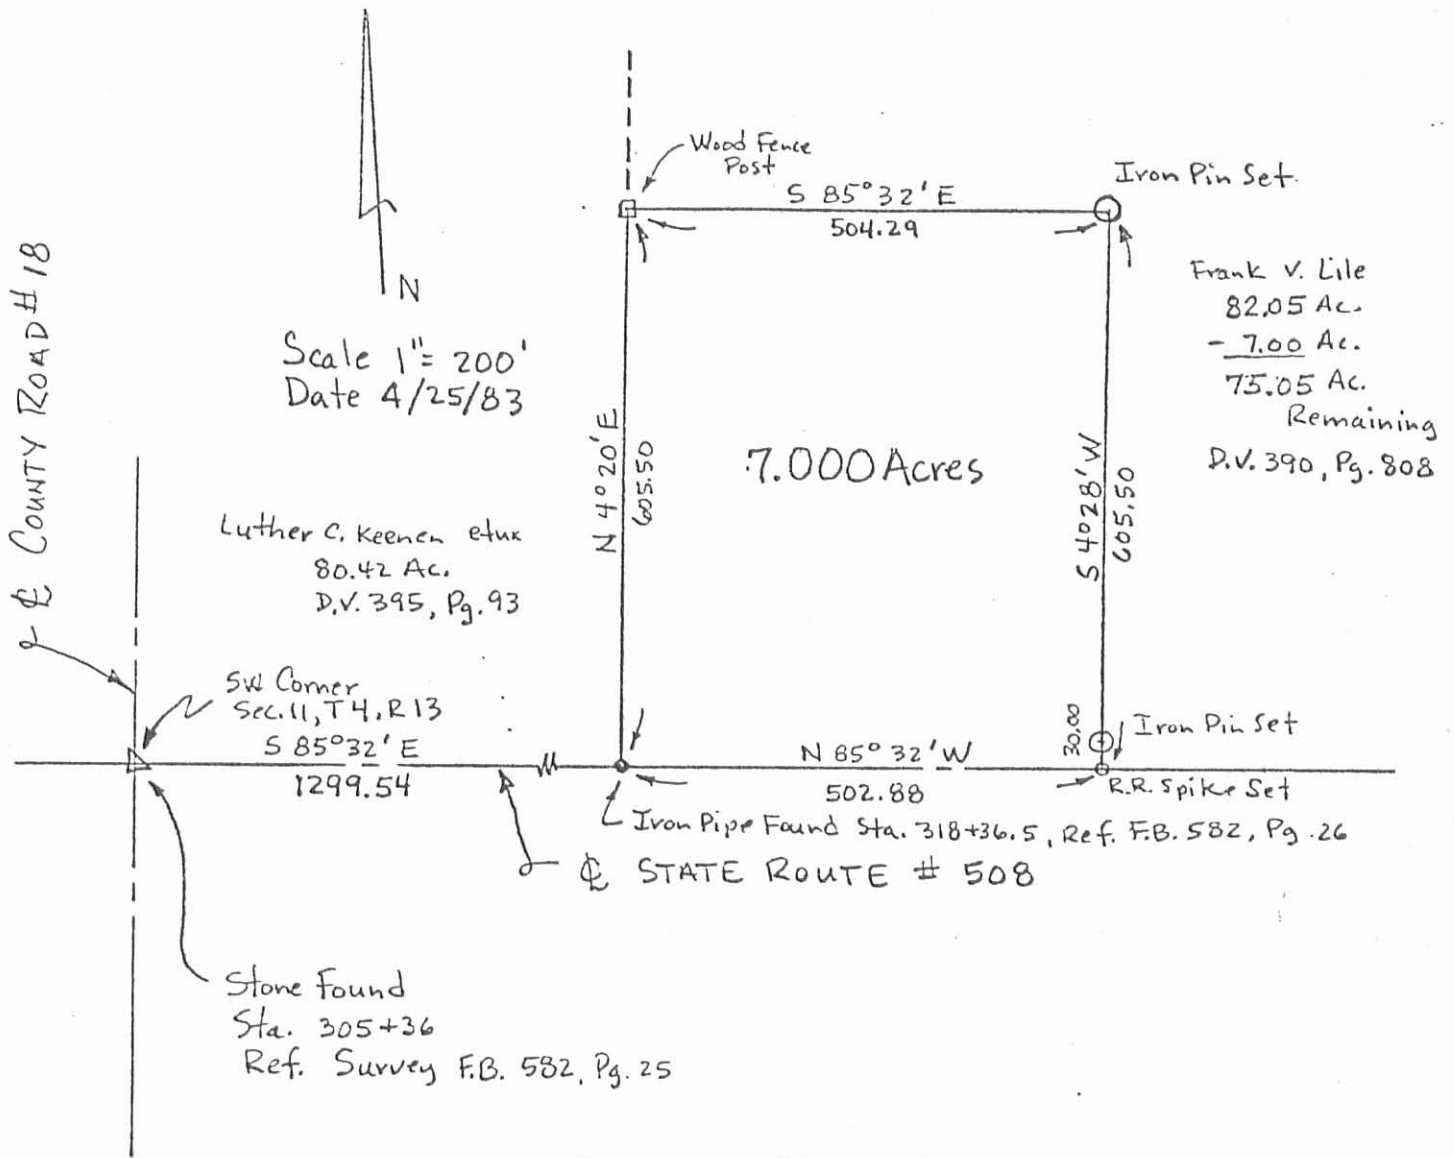 Wood Fence
Post
Iron Pin Set.
S 85°32'E
504.29
N
Scale 1"= 200'
Date 4/25/83
℄ COUNTY ROAD # 18
Frank V. Lile
82.05 Ac.
- 7.00 Ac.
75.05 Ac.
Remaining
D.V. 390, Pg. 808
N 4°20'E
605.50
7.000 Acres
S 4°28'W
605.50
Luther C. Keenen etux
80.42 Ac.
D.V. 395, Pg. 93
SW Corner
Sec. 11, T 4, R 13
S 85°32' E
1299.54
N 85° 32' W
502.88
30.00
Iron Pin Set
R.R. Spike Set
Iron Pipe Found Sta. 318+36.5, Ref. F.B. 582, Pg. 26
℄ STATE ROUTE # 508
Stone Found
Sta. 305+36
Ref. Survey F.B. 582, Pg. 25